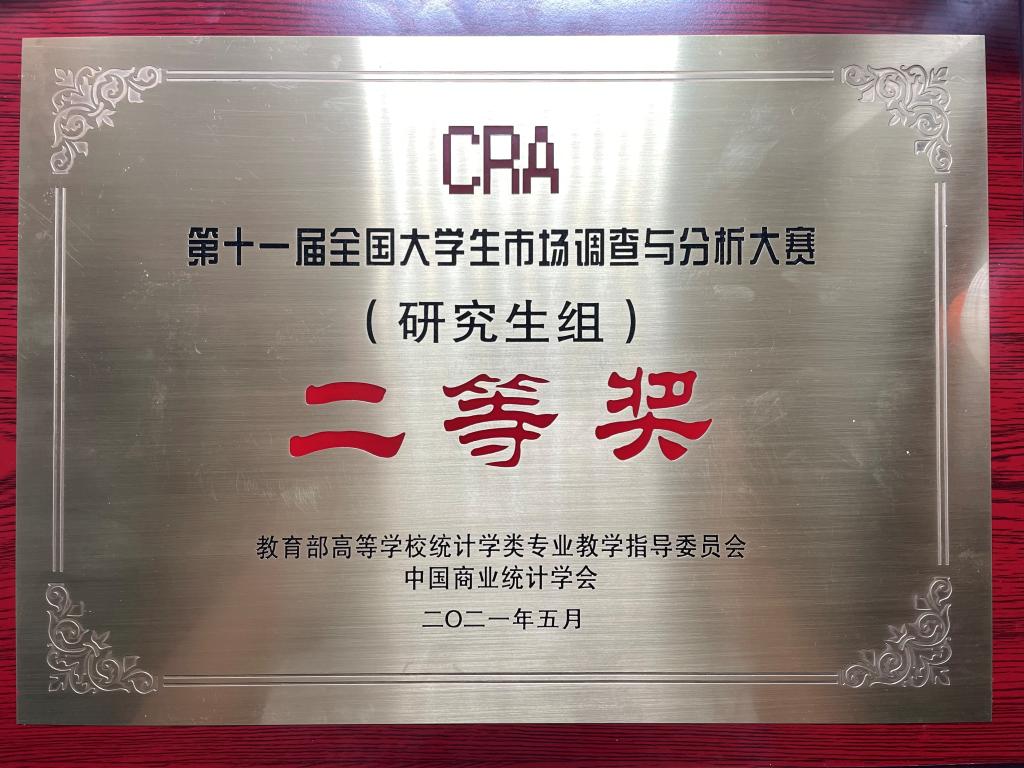 CRA
第十一届全国大学生市场调查与分析大赛
（研究生组）
二等奖
教育部高等学校统计学类专业教学指导委员会
中国商业统计学会
二〇二一年五月